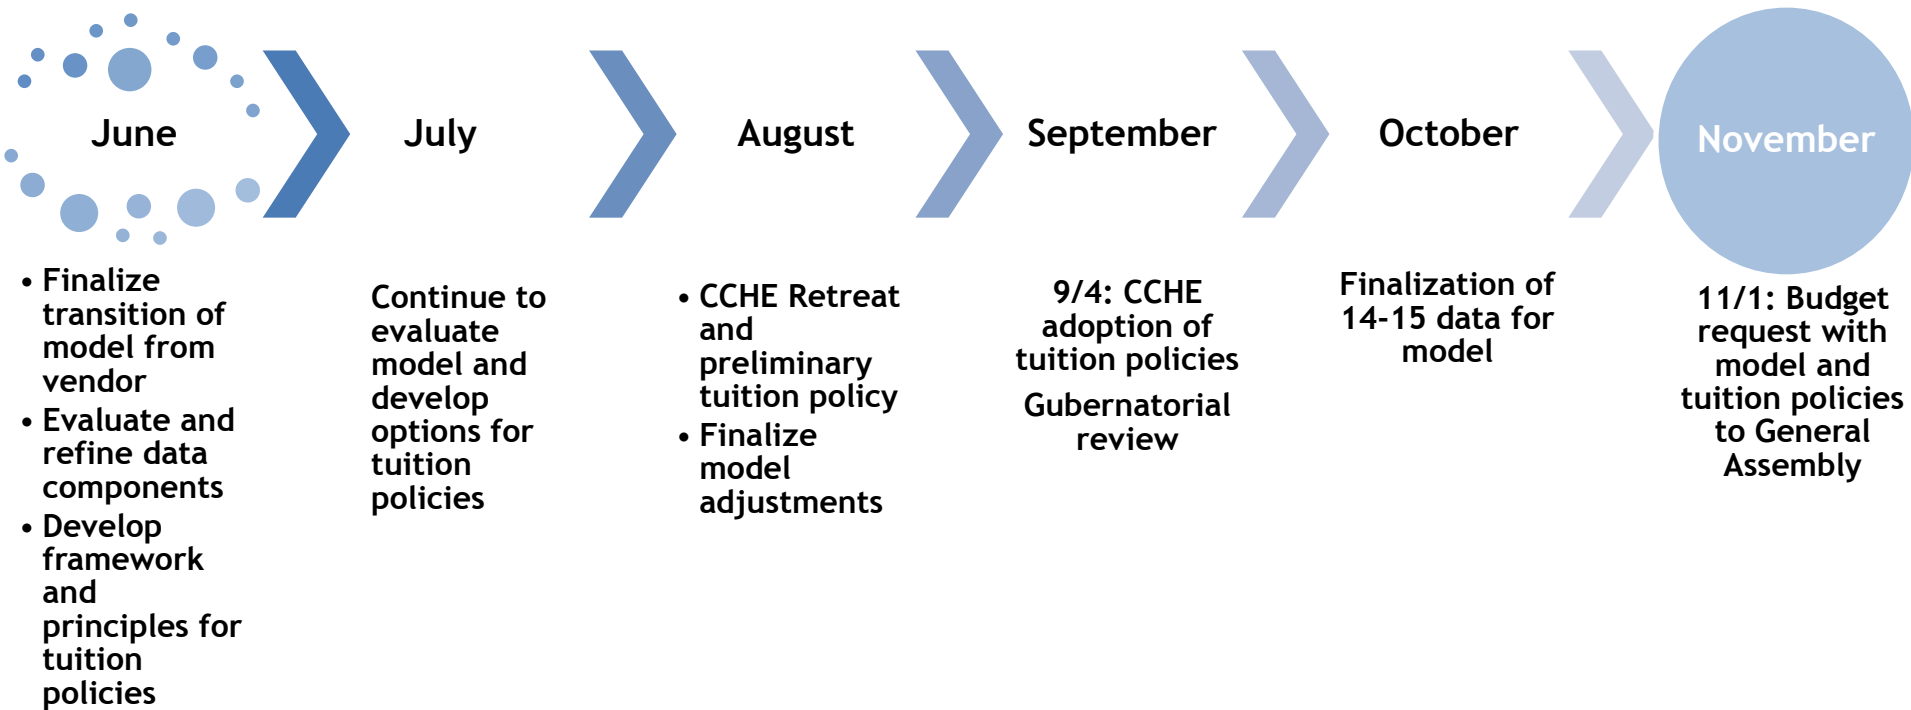 June
July
August
September
October
November
• Finalize
transition of
model from
vendor
• Evaluate and
refine data
components
• Develop
framework
and
principles for
tuition
policies
Continue to
evaluate
model and
develop
options for
tuition
policies
• CCHE Retreat
and
preliminary
tuition policy
• Finalize
model
adjustments
9/4: CCHE
adoption of
tuition policies
Gubernatorial
review
Finalization of
14-15 data for
model
11/1: Budget
request with
model and
tuition policies
to General
Assembly